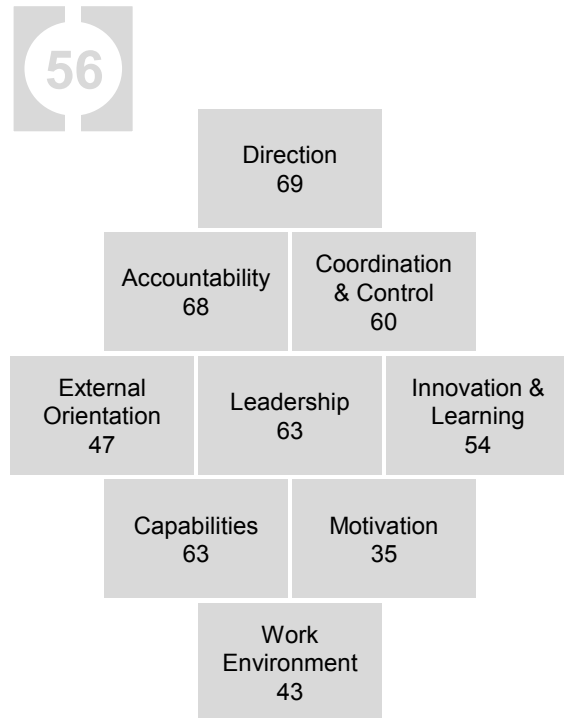 56
Direction
69
Accountability
68
Coordination
& Control
60
External
Orientation
47
Leadership
63
Innovation &
Learning
54
Capabilities
63
Motivation
35
Work
Environment
43